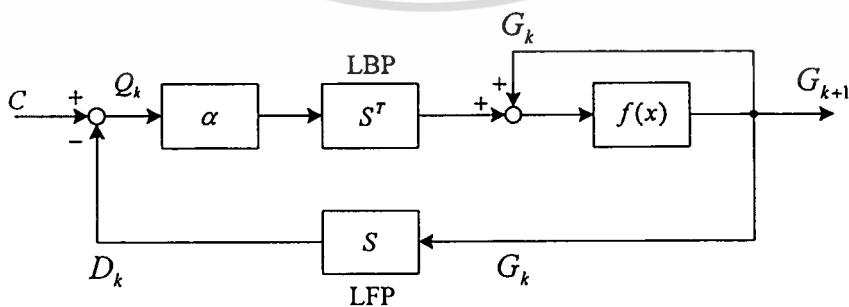 G_k
LBP
C
+
Q_k
α
S^T
+
+
f(x)
G_{k+1}
−
S
D_k
G_k
LFP